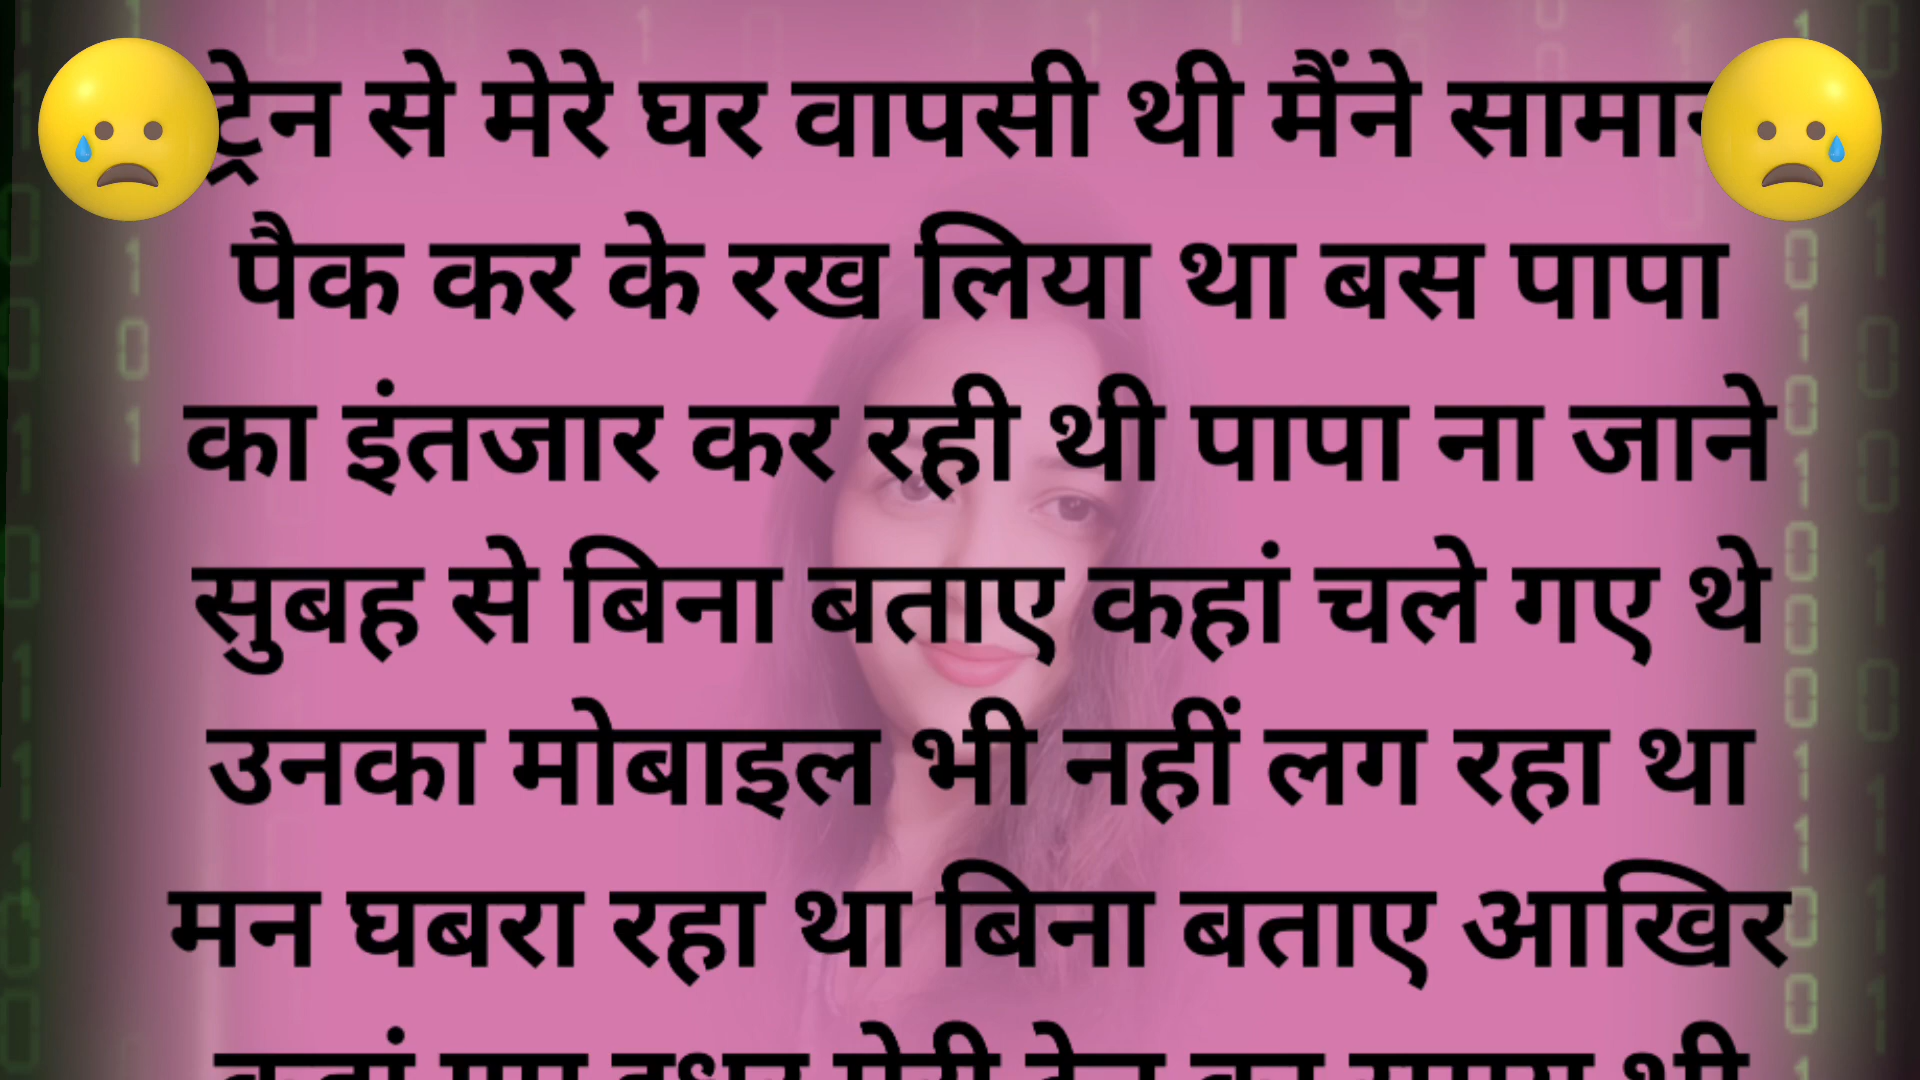 ट्रेन से मेरे घर वापसी थी मैंने सामान
पैक कर के रख लिया था बस पापा
का इंतजार कर रही थी पापा ना जाने
सुबह से बिना बताए कहां चले गए थे
उनका मोबाइल भी नहीं लग रहा था
मन घबरा रहा था बिना बताए आखिर